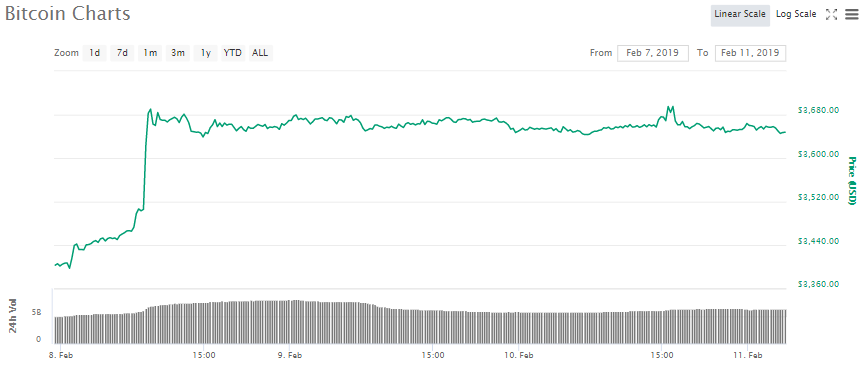 Bitcoin Charts
Linear Scale Log Scale
Zoom 1d 7d 1m 3m 1y YTD ALL From Feb 7, 2019 To Feb 11, 2019
$3,680.00
$3,600.00
$3,520.00
$3,440.00
$3,360.00
Price (USD)
24h Vol
5B
0
8. Feb 15:00 9. Feb 15:00 10. Feb 15:00 11. Feb